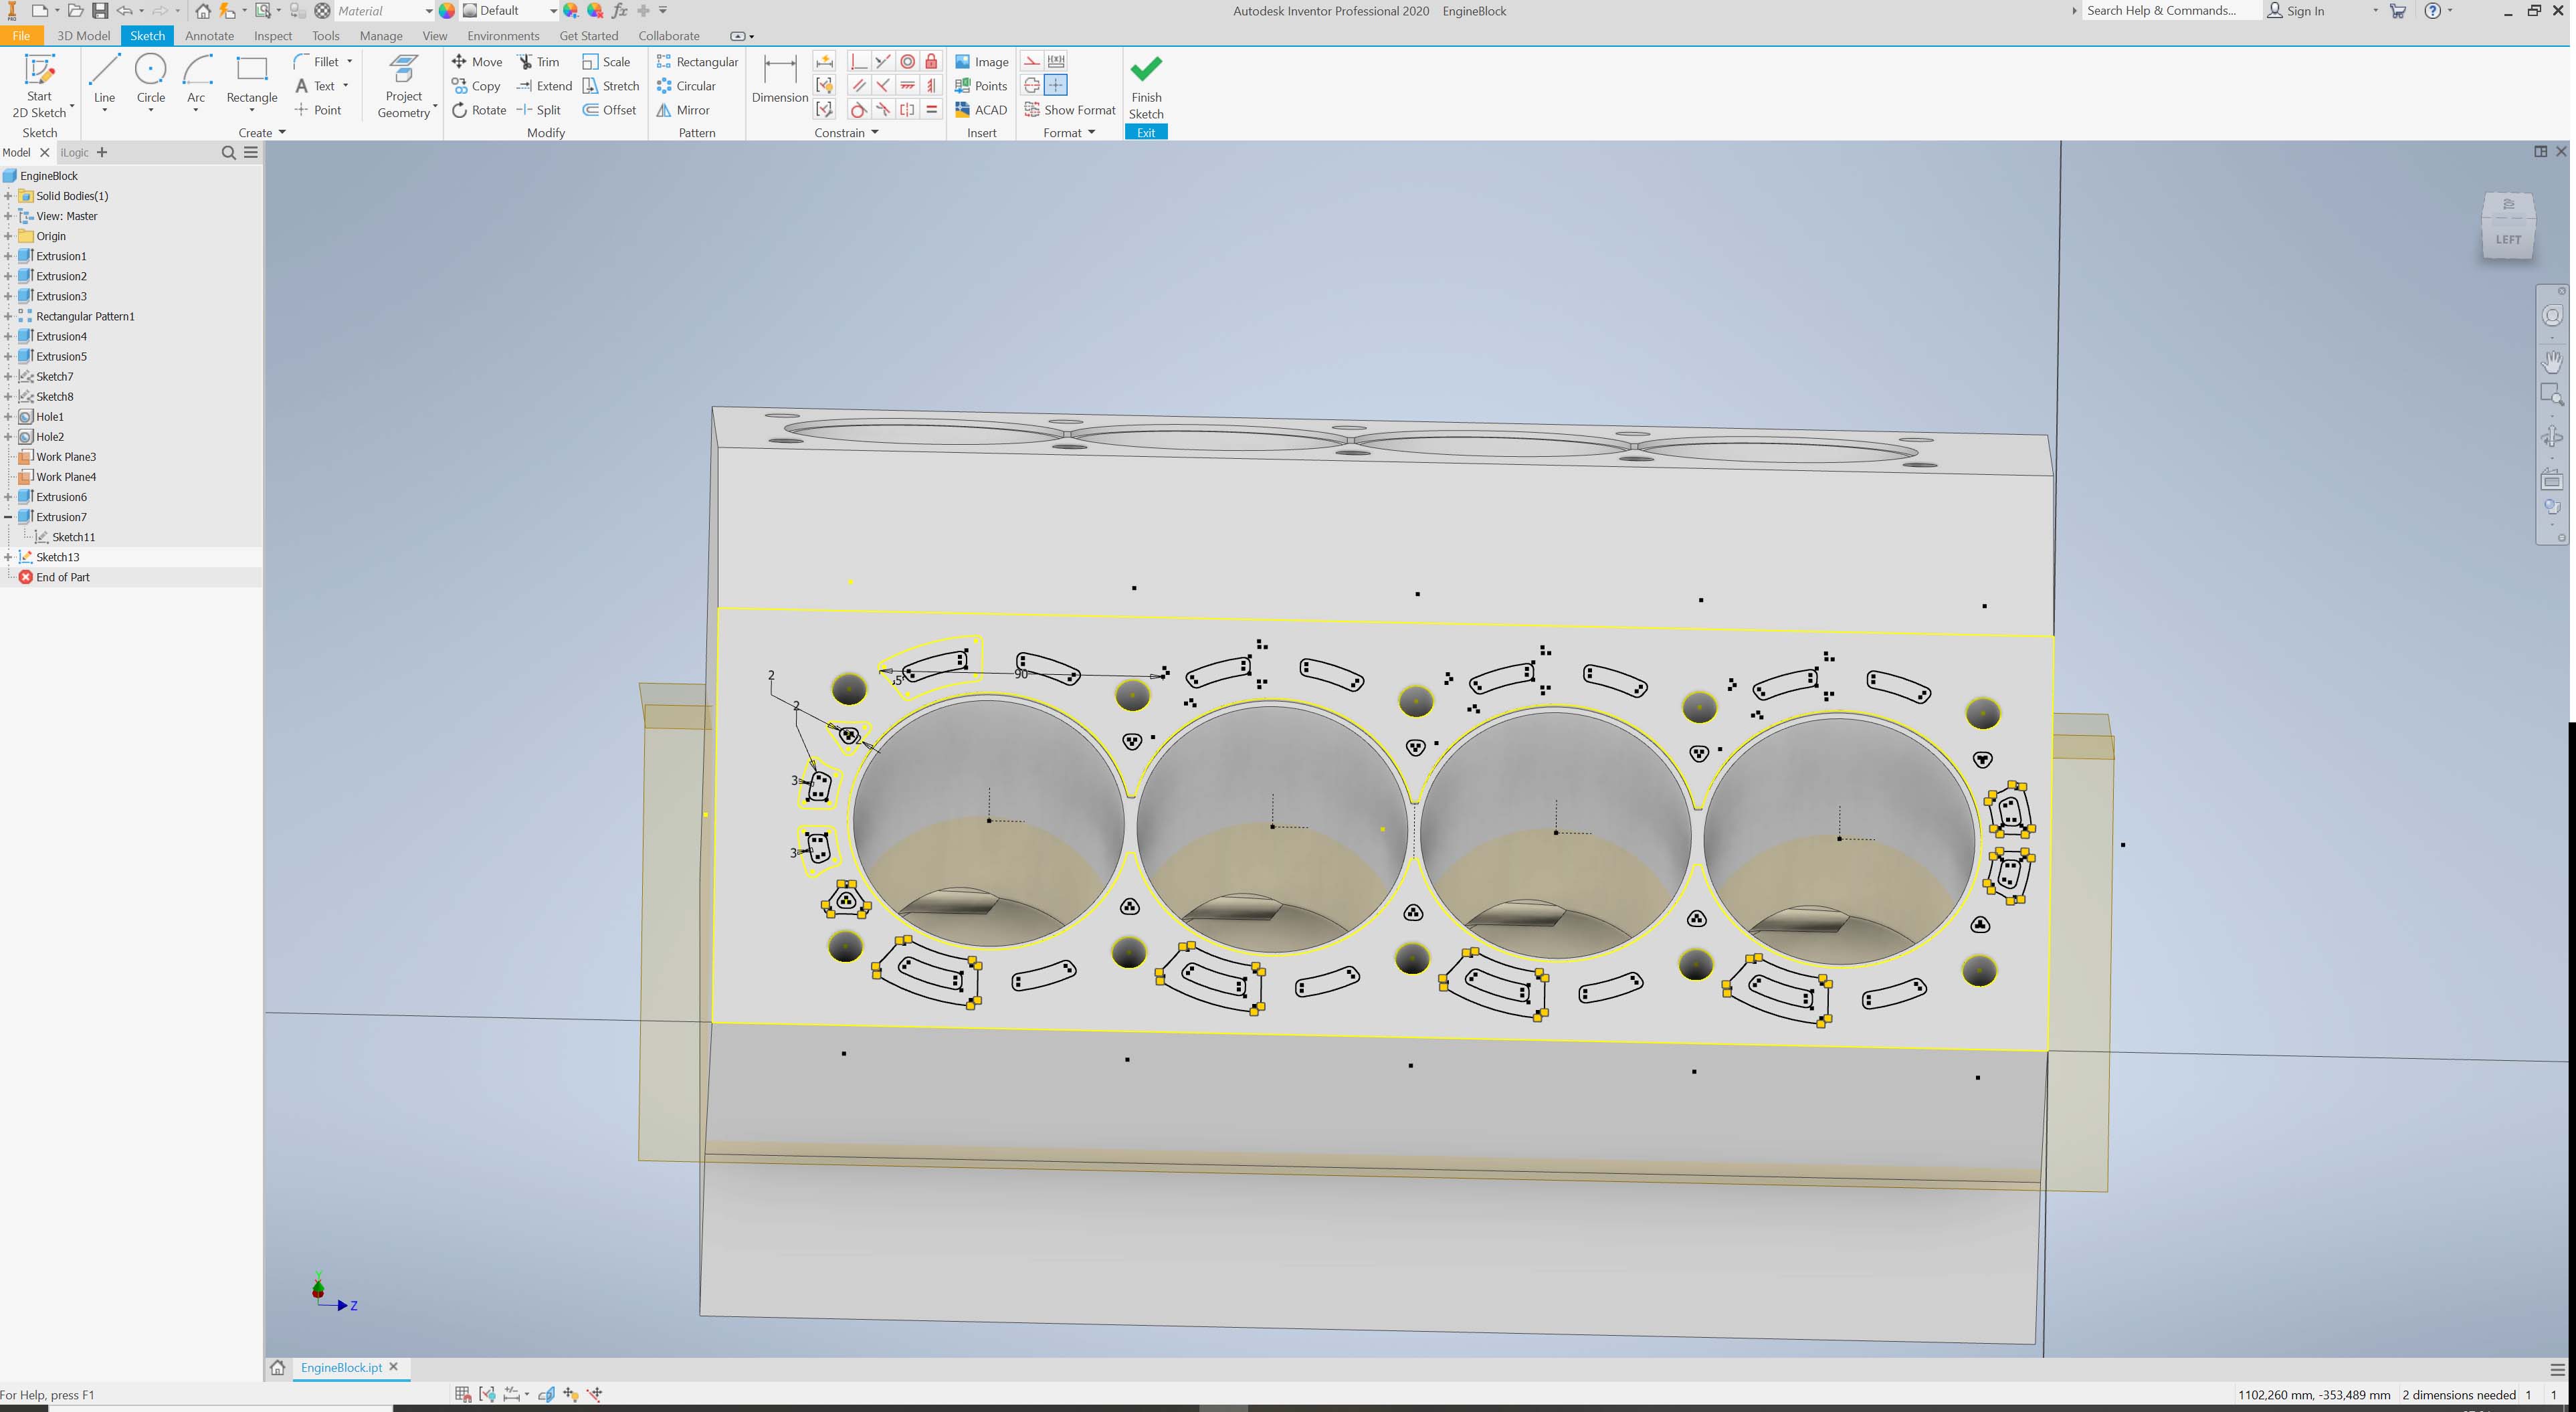 Material
Default
Autodesk Inventor Professional 2020 EngineBlock
Search Help & Commands...
Sign In
File 3D Model Sketch Annotate Inspect Tools Manage View Environments Get Started Collaborate
Start
2D Sketch
Line
Circle
Arc
Rectangle
Fillet
Text
Point
Project
Geometry
Move
Copy
Rotate
Trim
Extend
Split
Scale
Stretch
Offset
Rectangular
Circular
Mirror
Dimension
Image
Points
ACAD
Show Format
Finish
Sketch
Sketch Create Modify Pattern Constrain Insert Format Exit
Model iLogic
EngineBlock
Solid Bodies(1)
View: Master
Origin
Extrusion1
Extrusion2
Extrusion3
Rectangular Pattern1
Extrusion4
Extrusion5
Sketch7
Sketch8
Hole1
Hole2
Work Plane3
Work Plane4
Extrusion6
Extrusion7
Sketch11
Sketch13
End of Part
LEFT
2
2
2
3
3
90
Y
Z
EngineBlock.ipt
For Help, press F1
1102,260 mm, -353,489 mm 2 dimensions needed 1 1